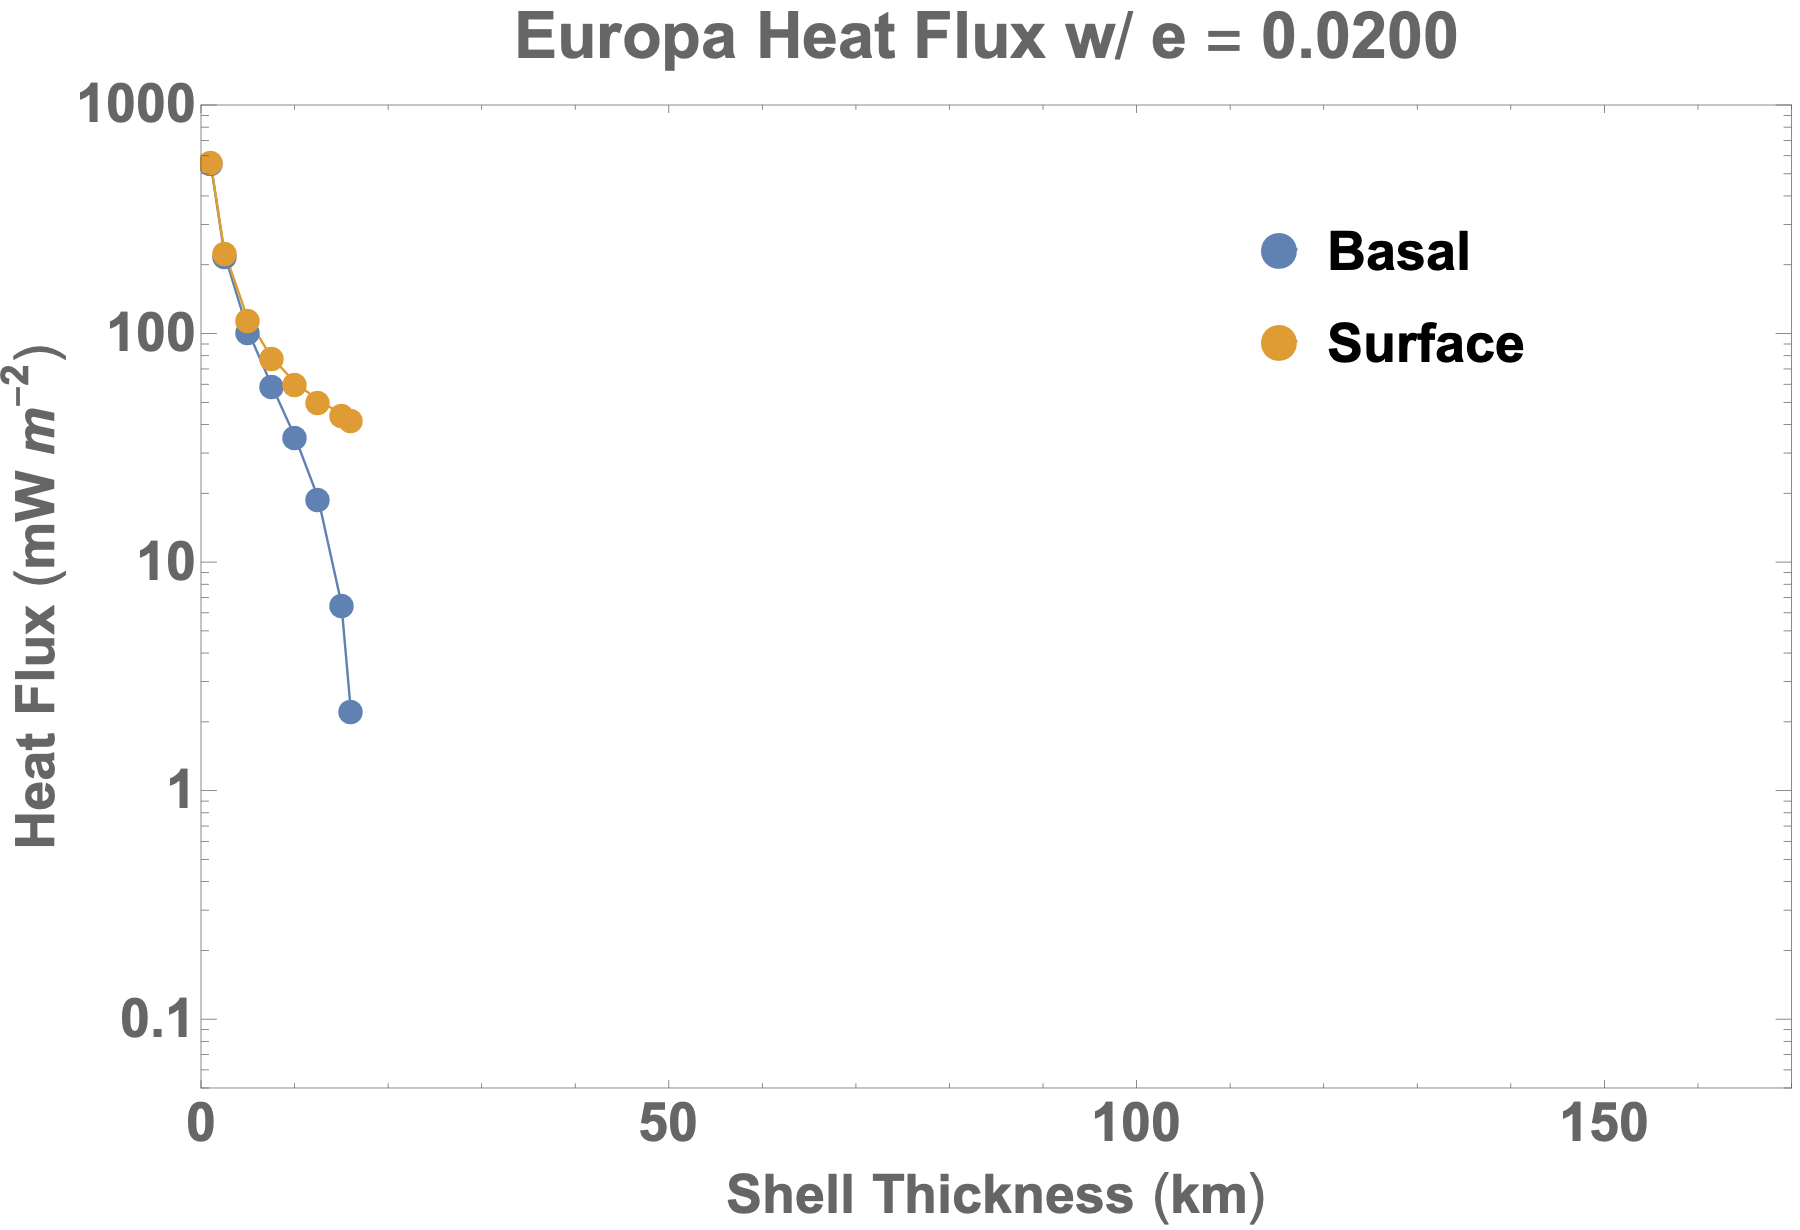 Europa Heat Flux w/ e = 0.0200
1000
100
10
1
0.1
Heat Flux (mW m⁻²)
Basal
Surface
0 50 100 150
Shell Thickness (km)